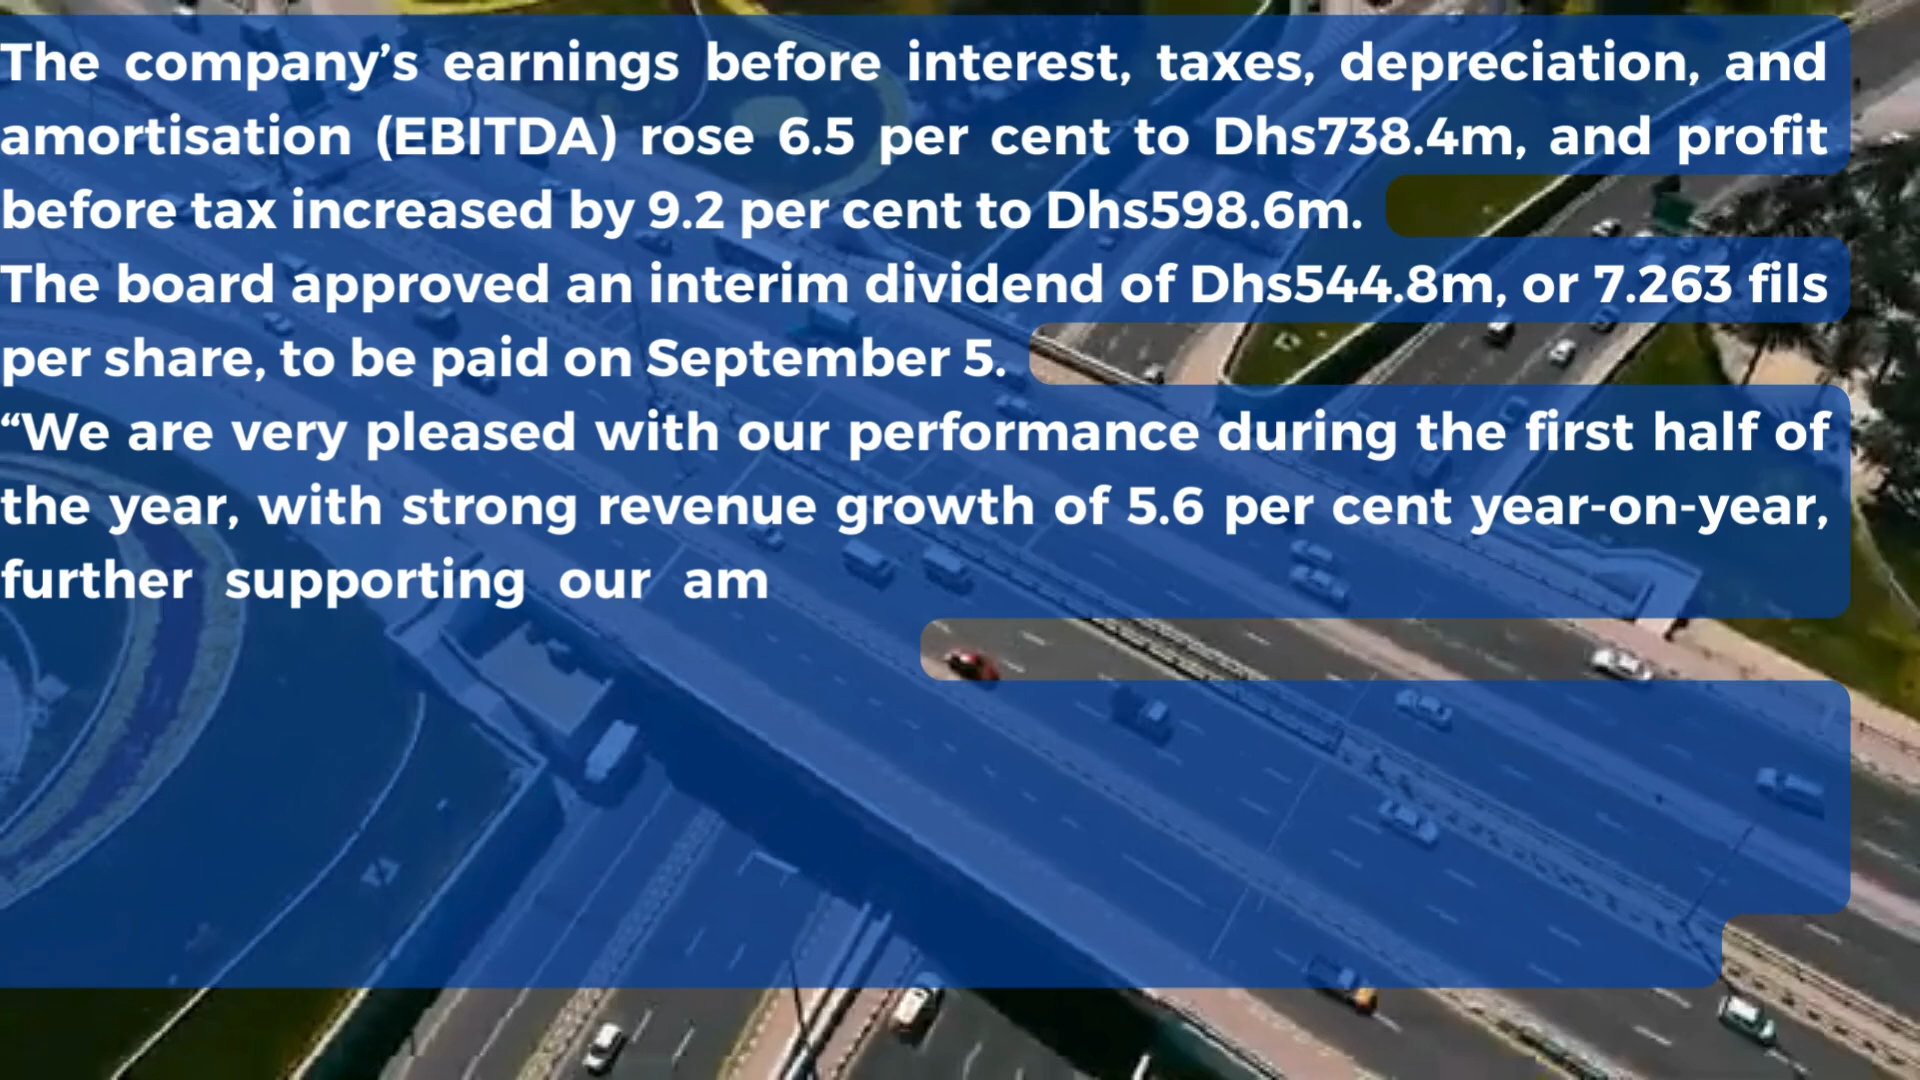 The company’s earnings before interest, taxes, depreciation, and
amortisation (EBITDA) rose 6.5 per cent to Dhs738.4m, and profit
before tax increased by 9.2 per cent to Dhs598.6m.
The board approved an interim dividend of Dhs544.8m, or 7.263 fils
per share, to be paid on September 5.
“We are very pleased with our performance during the first half of
the year, with strong revenue growth of 5.6 per cent year-on-year,
further supporting our am